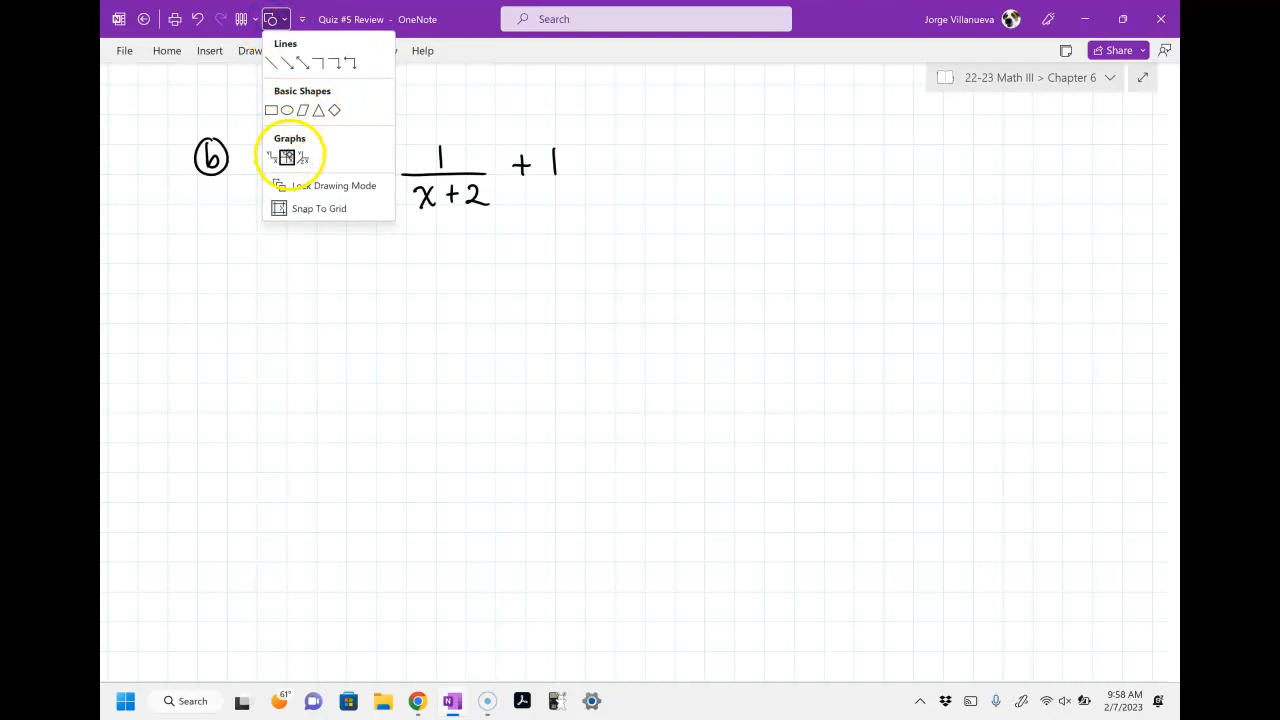 Quiz #5 Review - OneNote
Search
Jorge Villanueva
File Home Insert Draw Help
Share
Lines
22-23 Math III > Chapter 6
Basic Shapes
Graphs
Lock Drawing Mode
Snap To Grid
b 1/(x+2) + 1
61°
Search
9:58 AM
2/7/2023